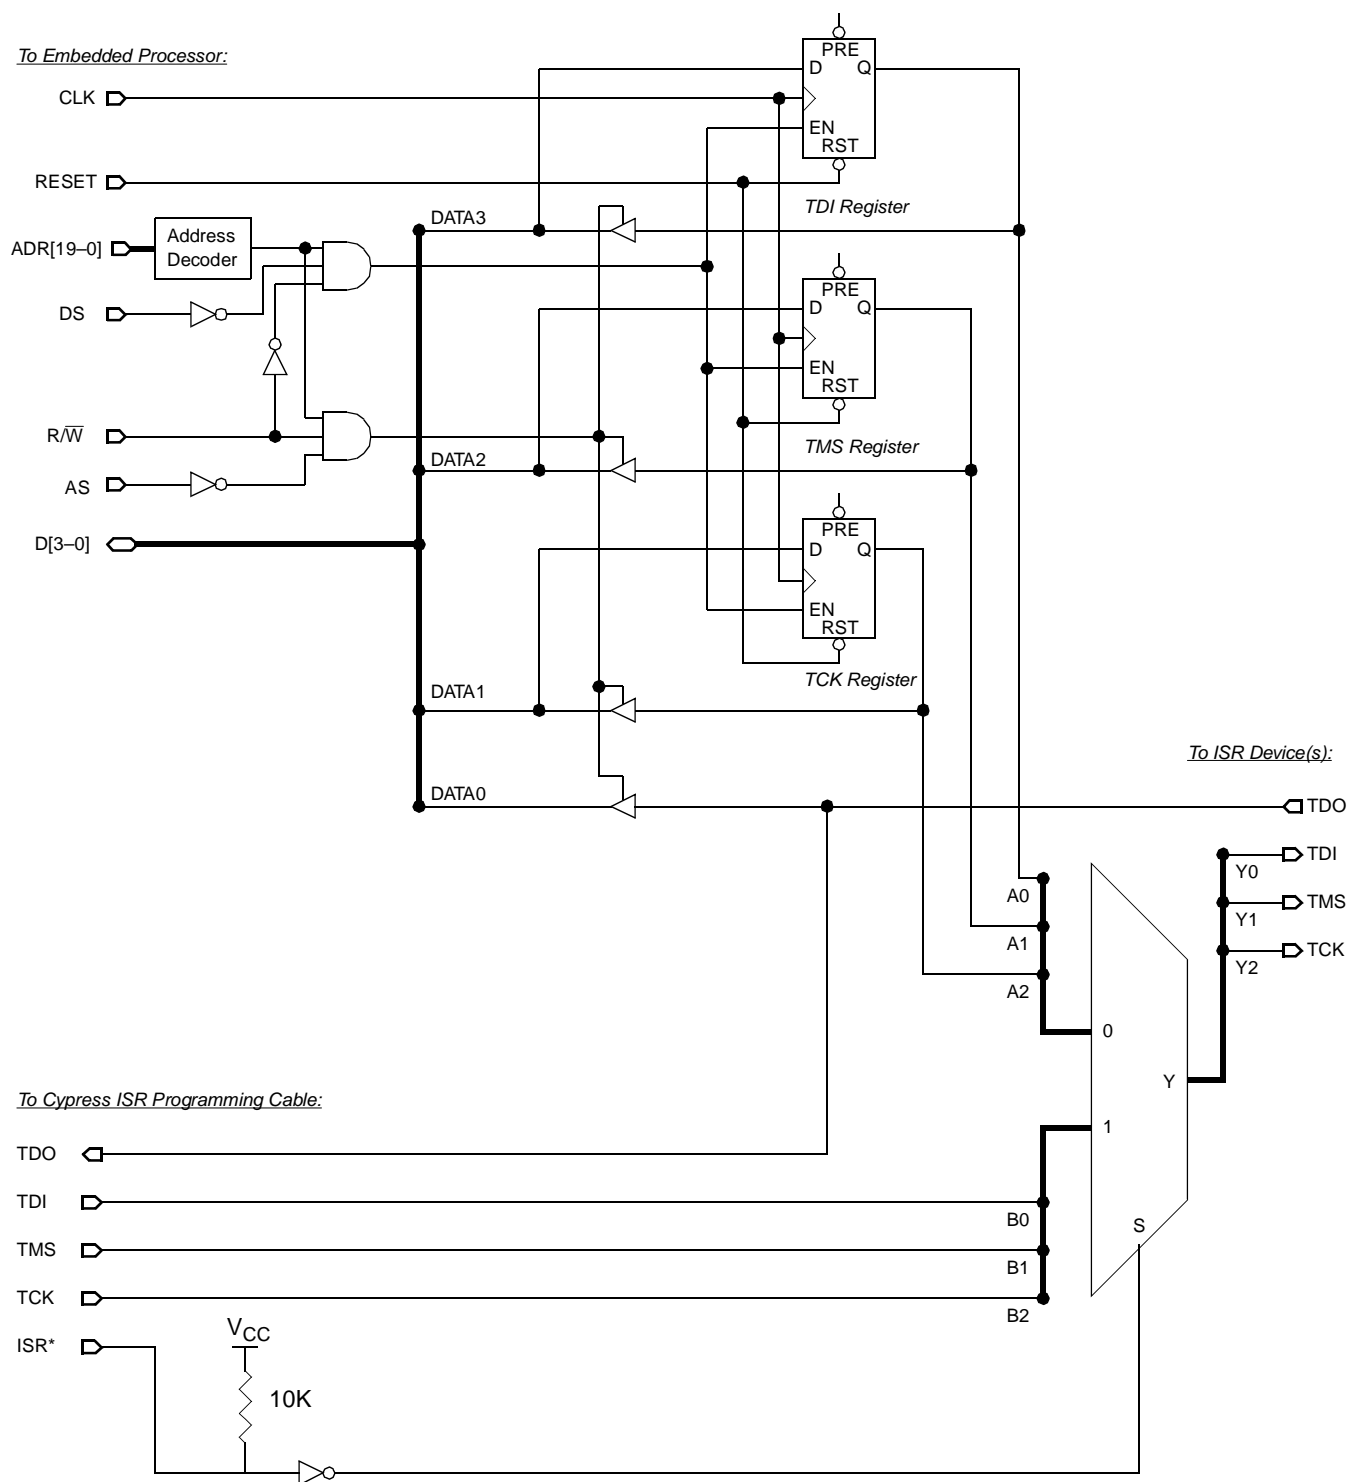 To Embedded Processor:
CLK
RESET
ADR[19–0]
Address
Decoder
DS
R/W̅
AS
D[3–0]
PRE
D
Q
EN
RST
TDI Register
DATA3
PRE
D
Q
EN
RST
TMS Register
DATA2
PRE
D
Q
EN
RST
TCK Register
DATA1
DATA0
To ISR Device(s):
TDO
TDI
Y0
TMS
Y1
TCK
Y2
A0
A1
A2
0
Y
1
S
To Cypress ISR Programming Cable:
TDO
TDI
B0
TMS
B1
TCK
B2
ISR*
VCC
10K